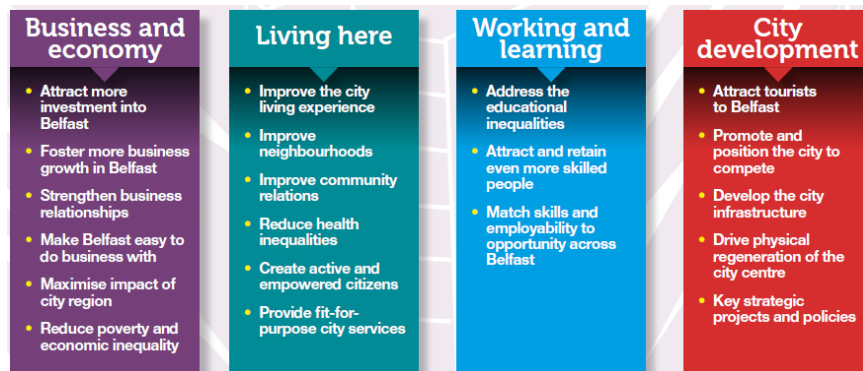 Business and
economy
• Attract more
investment into
Belfast
• Foster more business
growth in Belfast
• Strengthen business
relationships
• Make Belfast easy to
do business with
• Maximise impact of
city region
• Reduce poverty and
economic inequality
Living here
• Improve the city
living experience
• Improve
neighbourhoods
• Improve community
relations
• Reduce health
inequalities
• Create active and
empowered citizens
• Provide fit-for-
purpose city services
Working and
learning
• Address the
educational
inequalities
• Attract and retain
even more skilled
people
• Match skills and
employability to
opportunity across
Belfast
City
development
• Attract tourists
to Belfast
• Promote and
position the city to
compete
• Develop the city
infrastructure
• Drive physical
regeneration of the
city centre
• Key strategic
projects and policies